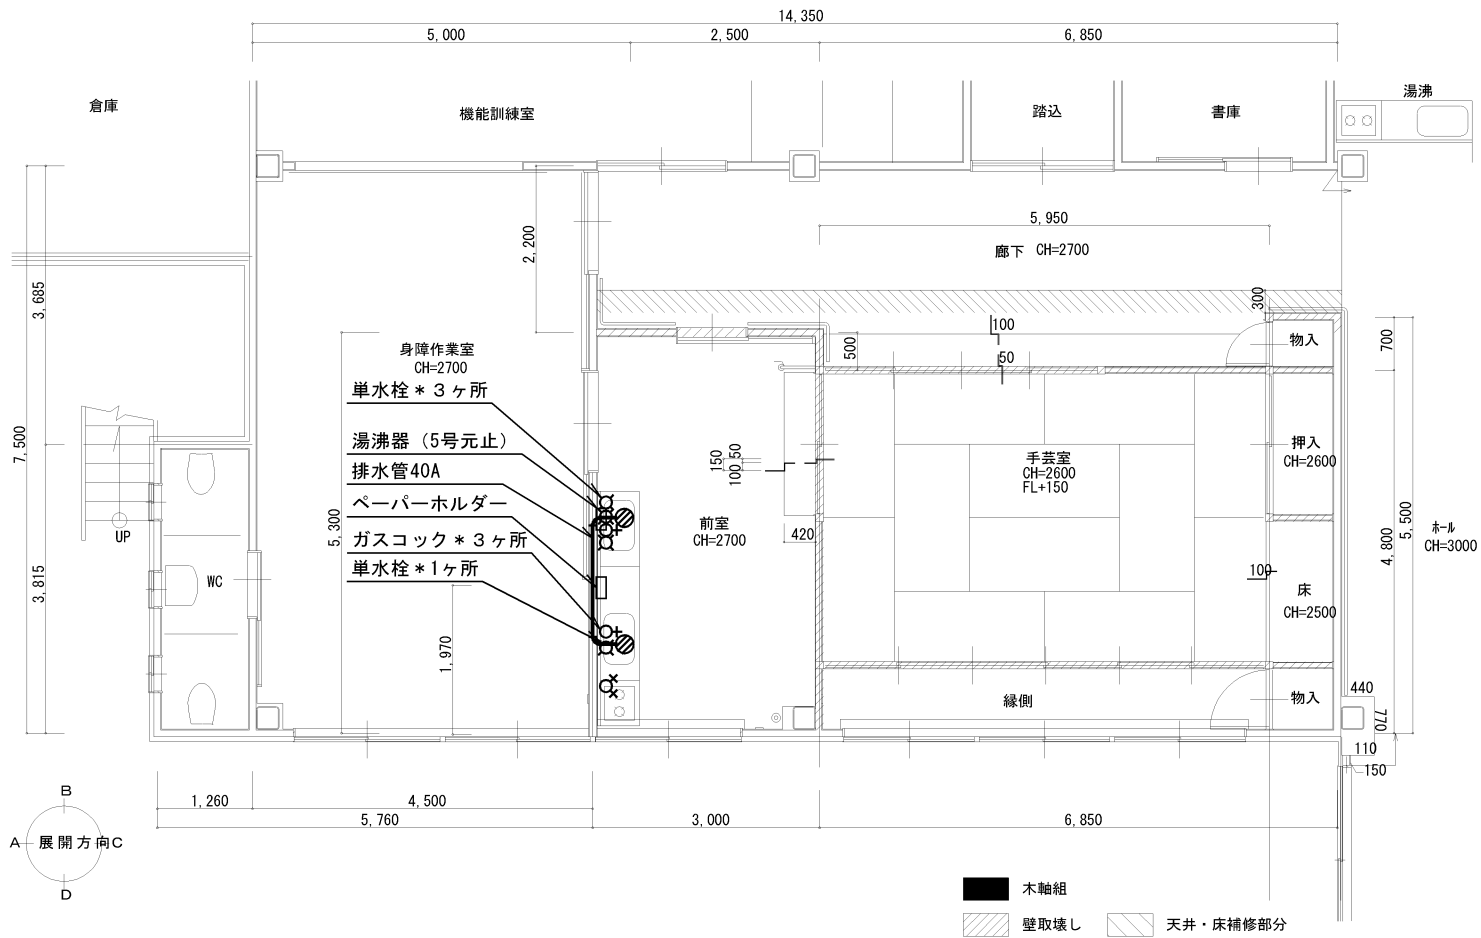 14,350
5,000
2,500
6,850
倉庫
機能訓練室
踏込
書庫
湯沸
5,950
廊下 CH=2700
2,200
300
3,685
7,500
3,815
身障作業室
CH=2700
500
100
50
物入
700
単水栓＊３ヶ所
湯沸器（5号元止）
排水管40A
ペーパーホルダー
ガスコック＊３ヶ所
単水栓＊1ヶ所
5,300
150
100
50
前室
CH=2700
420
手芸室
CH=2600
FL+150
押入
CH=2600
4,800
5,500
ﾎｰﾙ
CH=3000
UP
WC
100
床
CH=2500
1,970
縁側
物入
440
770
110
150
1,260
4,500
5,760
3,000
6,850
B
A 展開方向C
D
木軸組
壁取壊し
天井・床補修部分